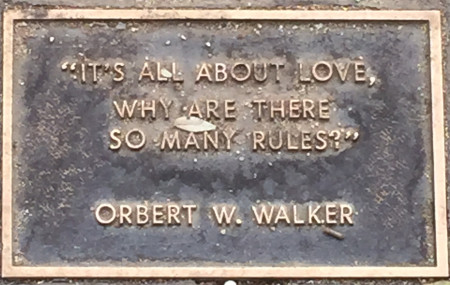 “IT'S ALL ABOUT LOVE,
WHY ARE THERE
SO MANY RULES?”
ORBERT W. WALKER